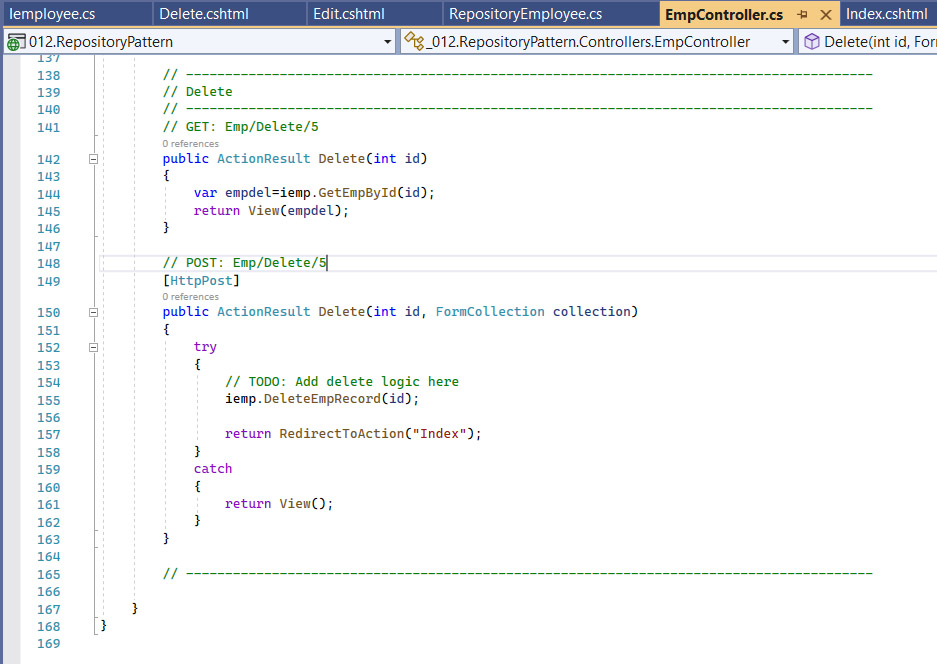 Iemployee.cs Delete.cshtml Edit.cshtml RepositoryEmployee.cs EmpController.cs Index.cshtml
012.RepositoryPattern _012.RepositoryPattern.Controllers.EmpController Delete(int id, For
137
138 // ----------------------------------------------------------------------------------------
139 // Delete
140 // ----------------------------------------------------------------------------------------
141 // GET: Emp/Delete/5
0 references
142 public ActionResult Delete(int id)
143 {
144 var empdel=iemp.GetEmpById(id);
145 return View(empdel);
146 }
147
148 // POST: Emp/Delete/5
149 [HttpPost]
0 references
150 public ActionResult Delete(int id, FormCollection collection)
151 {
152 try
153 {
154 // TODO: Add delete logic here
155 iemp.DeleteEmpRecord(id);
156
157 return RedirectToAction("Index");
158 }
159 catch
160 {
161 return View();
162 }
163 }
164
165 // ----------------------------------------------------------------------------------------
166
167 }
168 }
169